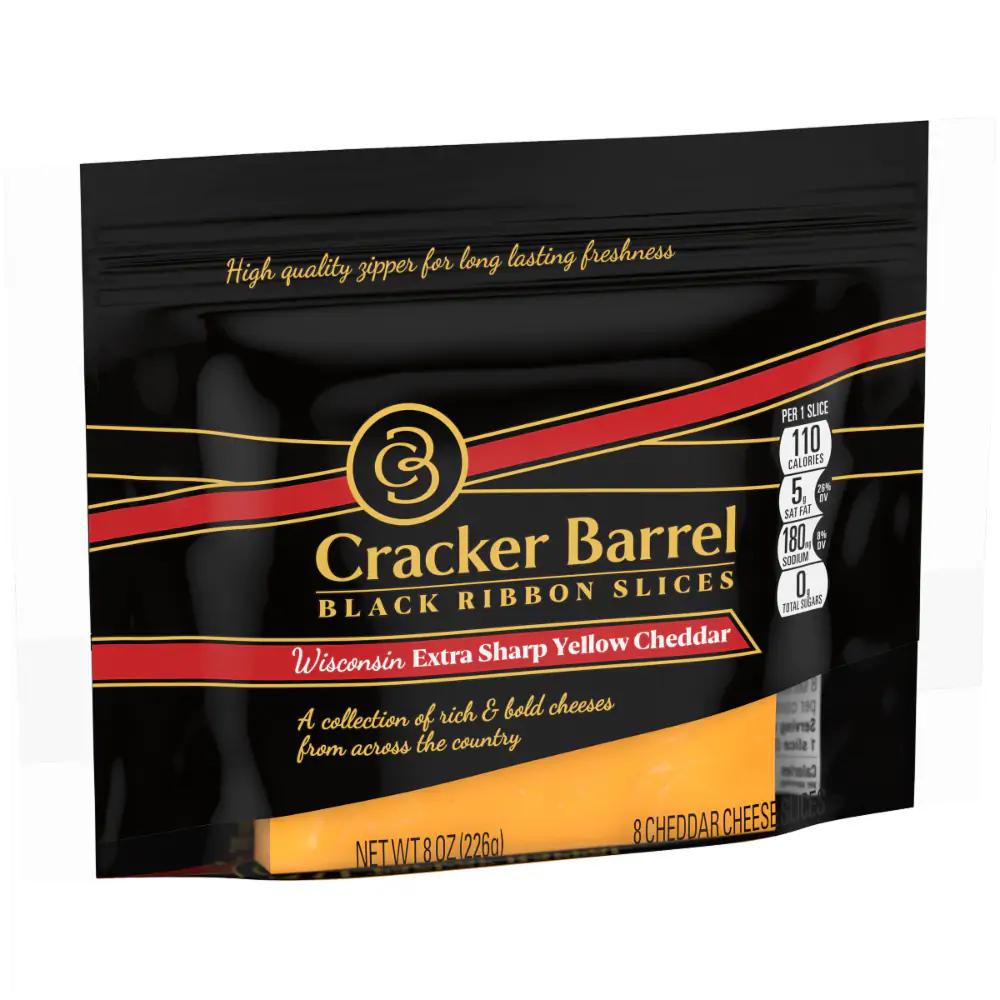 High quality zipper for long lasting freshness
CB
Cracker Barrel
BLACK RIBBON SLICES
Wisconsin Extra Sharp Yellow Cheddar
A collection of rich & bold cheeses
from across the country
NET WT 8 OZ (226g)
8 CHEDDAR CHEESE SLICES
PER 1 SLICE
110
CALORIES
5g
SAT FAT
26%
DV
180mg
SODIUM
8%
DV
0g
TOTAL SUGARS